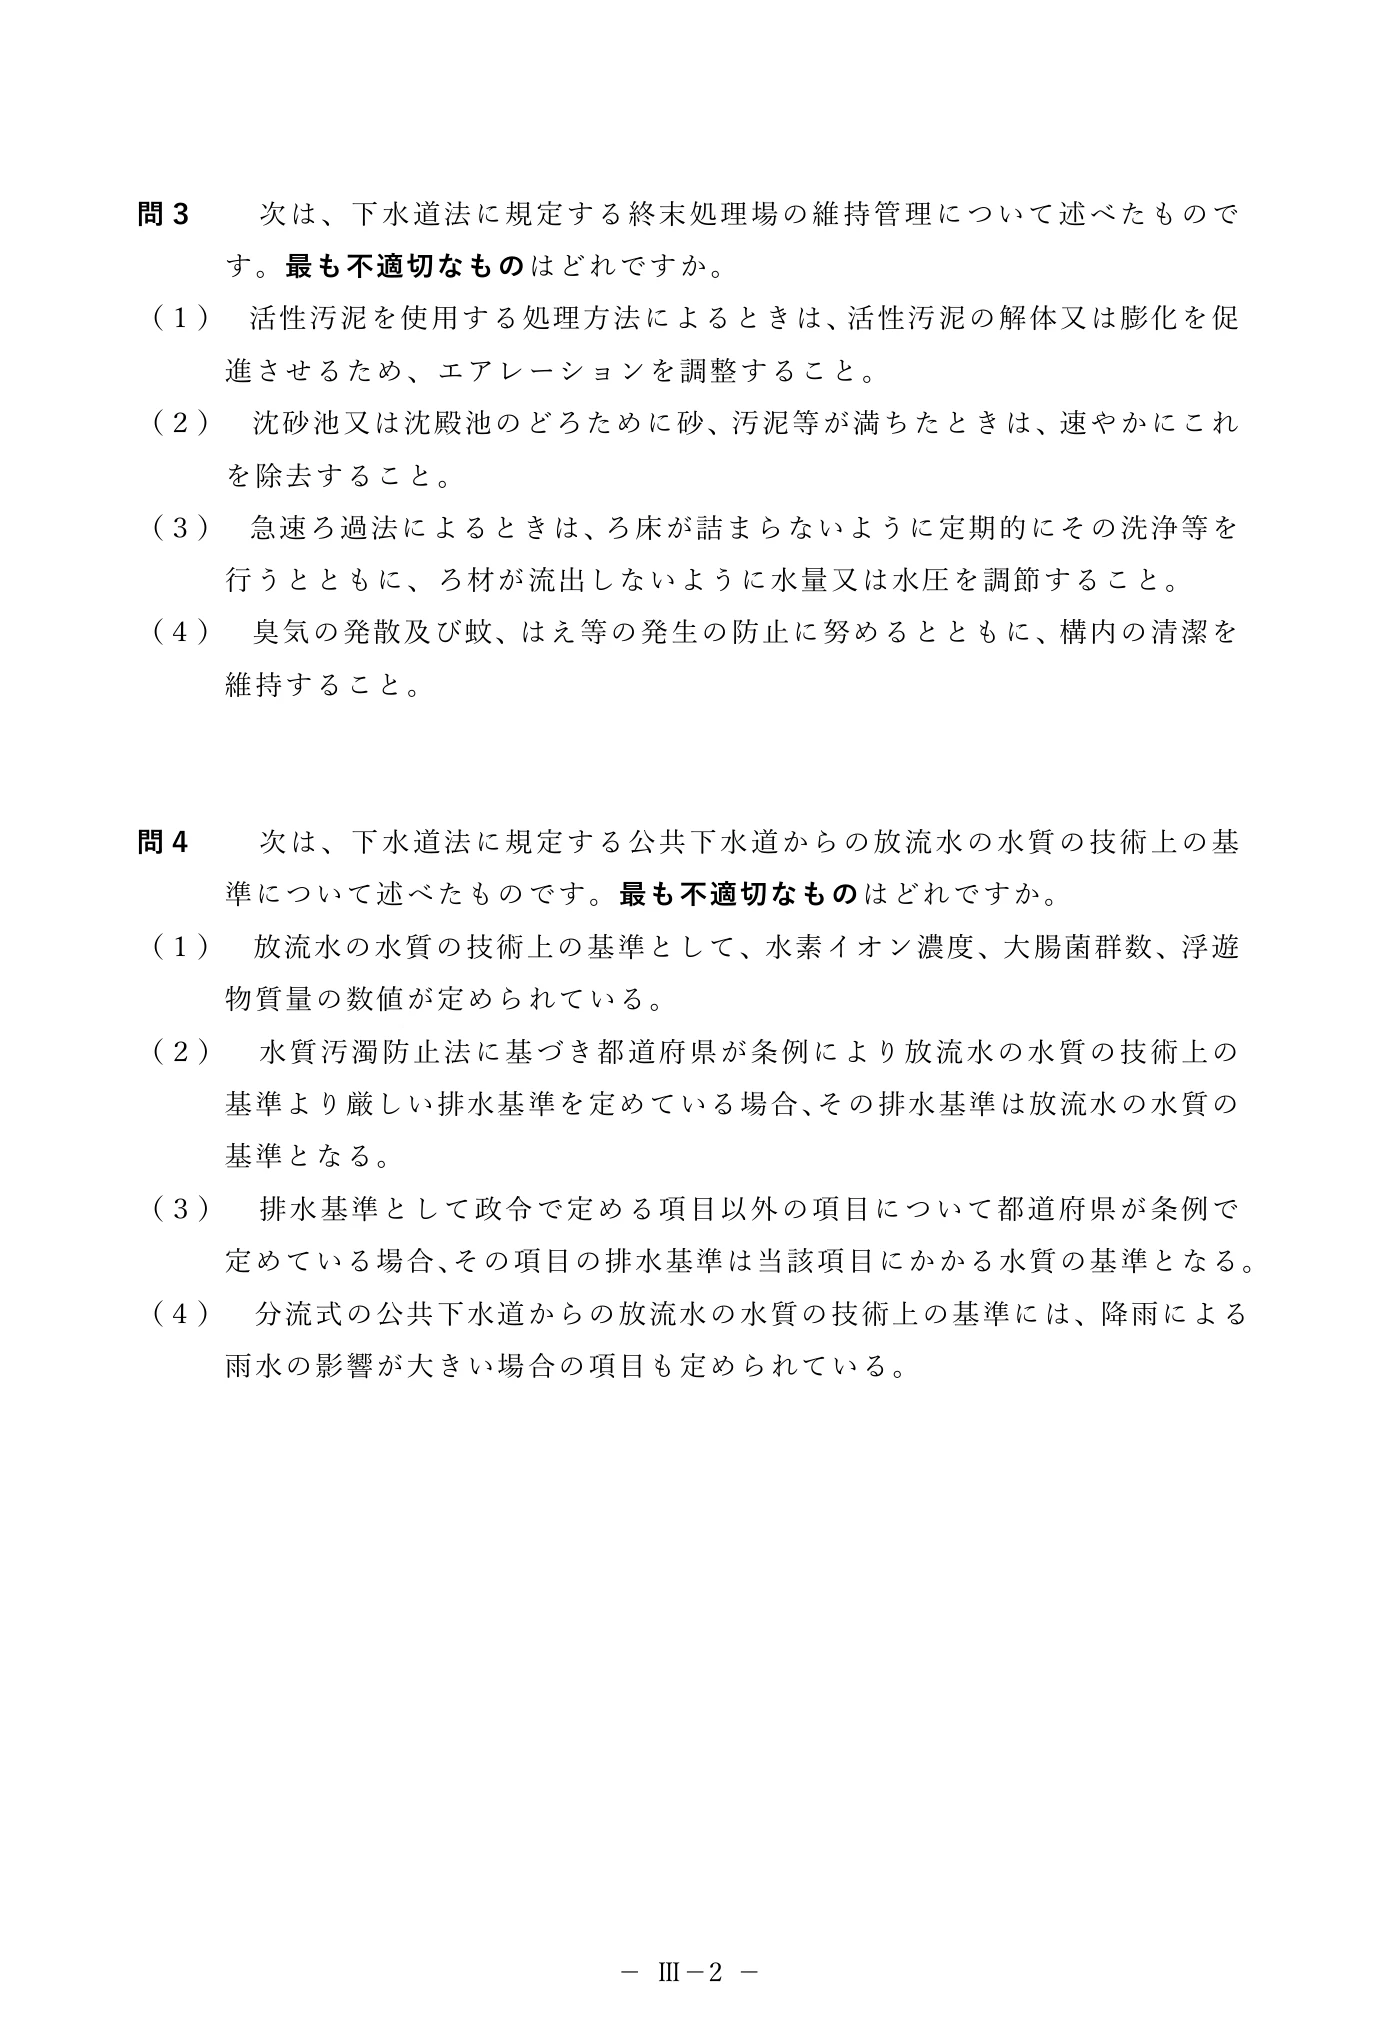 問３　次は、下水道法に規定する終末処理場の維持管理について述べたもので
す。最も不適切なものはどれですか。
（１）　活性汚泥を使用する処理方法によるときは、活性汚泥の解体又は膨化を促
進させるため、エアレーションを調整すること。
（２）　沈砂池又は沈殿池のどろために砂、汚泥等が満ちたときは、速やかにこれ
を除去すること。
（３）　急速ろ過法によるときは、ろ床が詰まらないように定期的にその洗浄等を
行うとともに、ろ材が流出しないように水量又は水圧を調節すること。
（４）　臭気の発散及び蚊、はえ等の発生の防止に努めるとともに、構内の清潔を
維持すること。
問４　次は、下水道法に規定する公共下水道からの放流水の水質の技術上の基
準について述べたものです。最も不適切なものはどれですか。
（１）　放流水の水質の技術上の基準として、水素イオン濃度、大腸菌群数、浮遊
物質量の数値が定められている。
（２）　水質汚濁防止法に基づき都道府県が条例により放流水の水質の技術上の
基準より厳しい排水基準を定めている場合、その排水基準は放流水の水質の
基準となる。
（３）　排水基準として政令で定める項目以外の項目について都道府県が条例で
定めている場合、その項目の排水基準は当該項目にかかる水質の基準となる。
（４）　分流式の公共下水道からの放流水の水質の技術上の基準には、降雨による
雨水の影響が大きい場合の項目も定められている。
－ Ⅲ－2 －